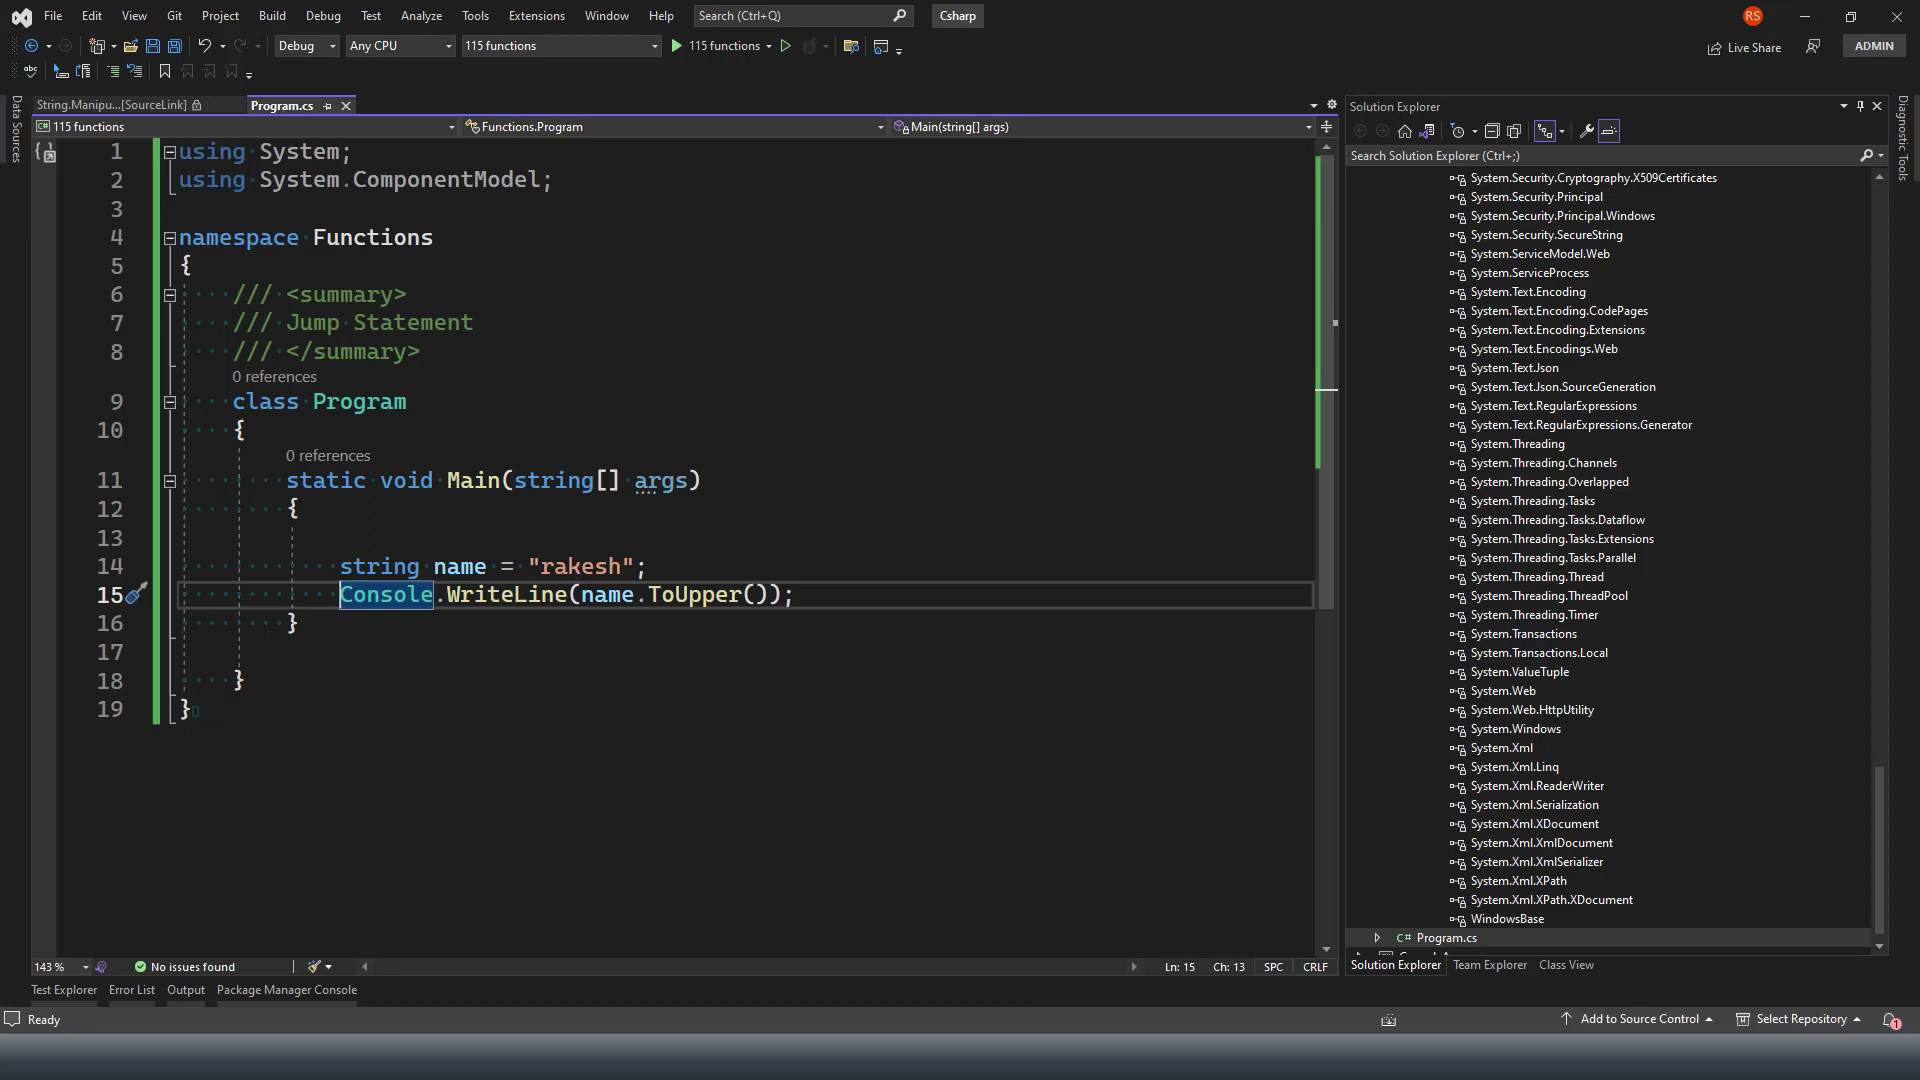 File Edit View Git Project Build Debug Test Analyze Tools Extensions Window Help Search (Ctrl+Q) Csharp RS
Debug Any CPU 115 functions 115 functions Live Share ADMIN
abc
Data Sources
String.Manipu...[SourceLink] Program.cs
115 functions Functions.Program Main(string[] args)
1 using System;
2 using System.ComponentModel;
3
4 namespace Functions
5 {
6 /// <summary>
7 /// Jump Statement
8 /// </summary>
0 references
9 class Program
10 {
0 references
11 static void Main(string[] args)
12 {
13
14 string name = "rakesh";
15 Console.WriteLine(name.ToUpper());
16 }
17
18 }
19 }
143 % No issues found Ln: 15 Ch: 13 SPC CRLF
Test Explorer Error List Output Package Manager Console
Solution Explorer
Search Solution Explorer (Ctrl+;)
System.Security.Cryptography.X509Certificates
System.Security.Principal
System.Security.Principal.Windows
System.Security.SecureString
System.ServiceModel.Web
System.ServiceProcess
System.Text.Encoding
System.Text.Encoding.CodePages
System.Text.Encoding.Extensions
System.Text.Encodings.Web
System.Text.Json
System.Text.Json.SourceGeneration
System.Text.RegularExpressions
System.Text.RegularExpressions.Generator
System.Threading
System.Threading.Channels
System.Threading.Overlapped
System.Threading.Tasks
System.Threading.Tasks.Dataflow
System.Threading.Tasks.Extensions
System.Threading.Tasks.Parallel
System.Threading.Thread
System.Threading.ThreadPool
System.Threading.Timer
System.Transactions
System.Transactions.Local
System.ValueTuple
System.Web
System.Web.HttpUtility
System.Windows
System.Xml
System.Xml.Linq
System.Xml.ReaderWriter
System.Xml.Serialization
System.Xml.XDocument
System.Xml.XmlDocument
System.Xml.XmlSerializer
System.Xml.XPath
System.Xml.XPath.XDocument
WindowsBase
C# Program.cs
Solution Explorer Team Explorer Class View
Diagnostic Tools
Ready Add to Source Control Select Repository 1